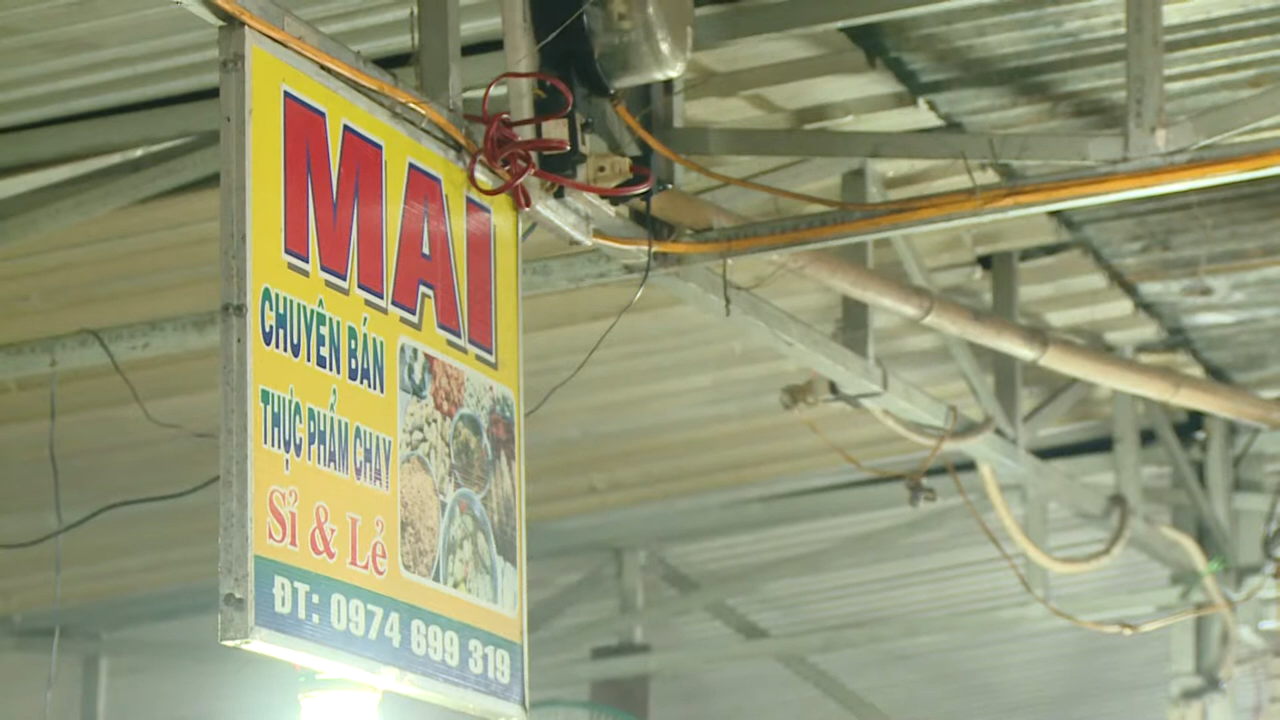 MAI
CHUYÊN BÁN
THỰC PHẨM CHAY
Sỉ & Lẻ
ĐT: 0974 699 319